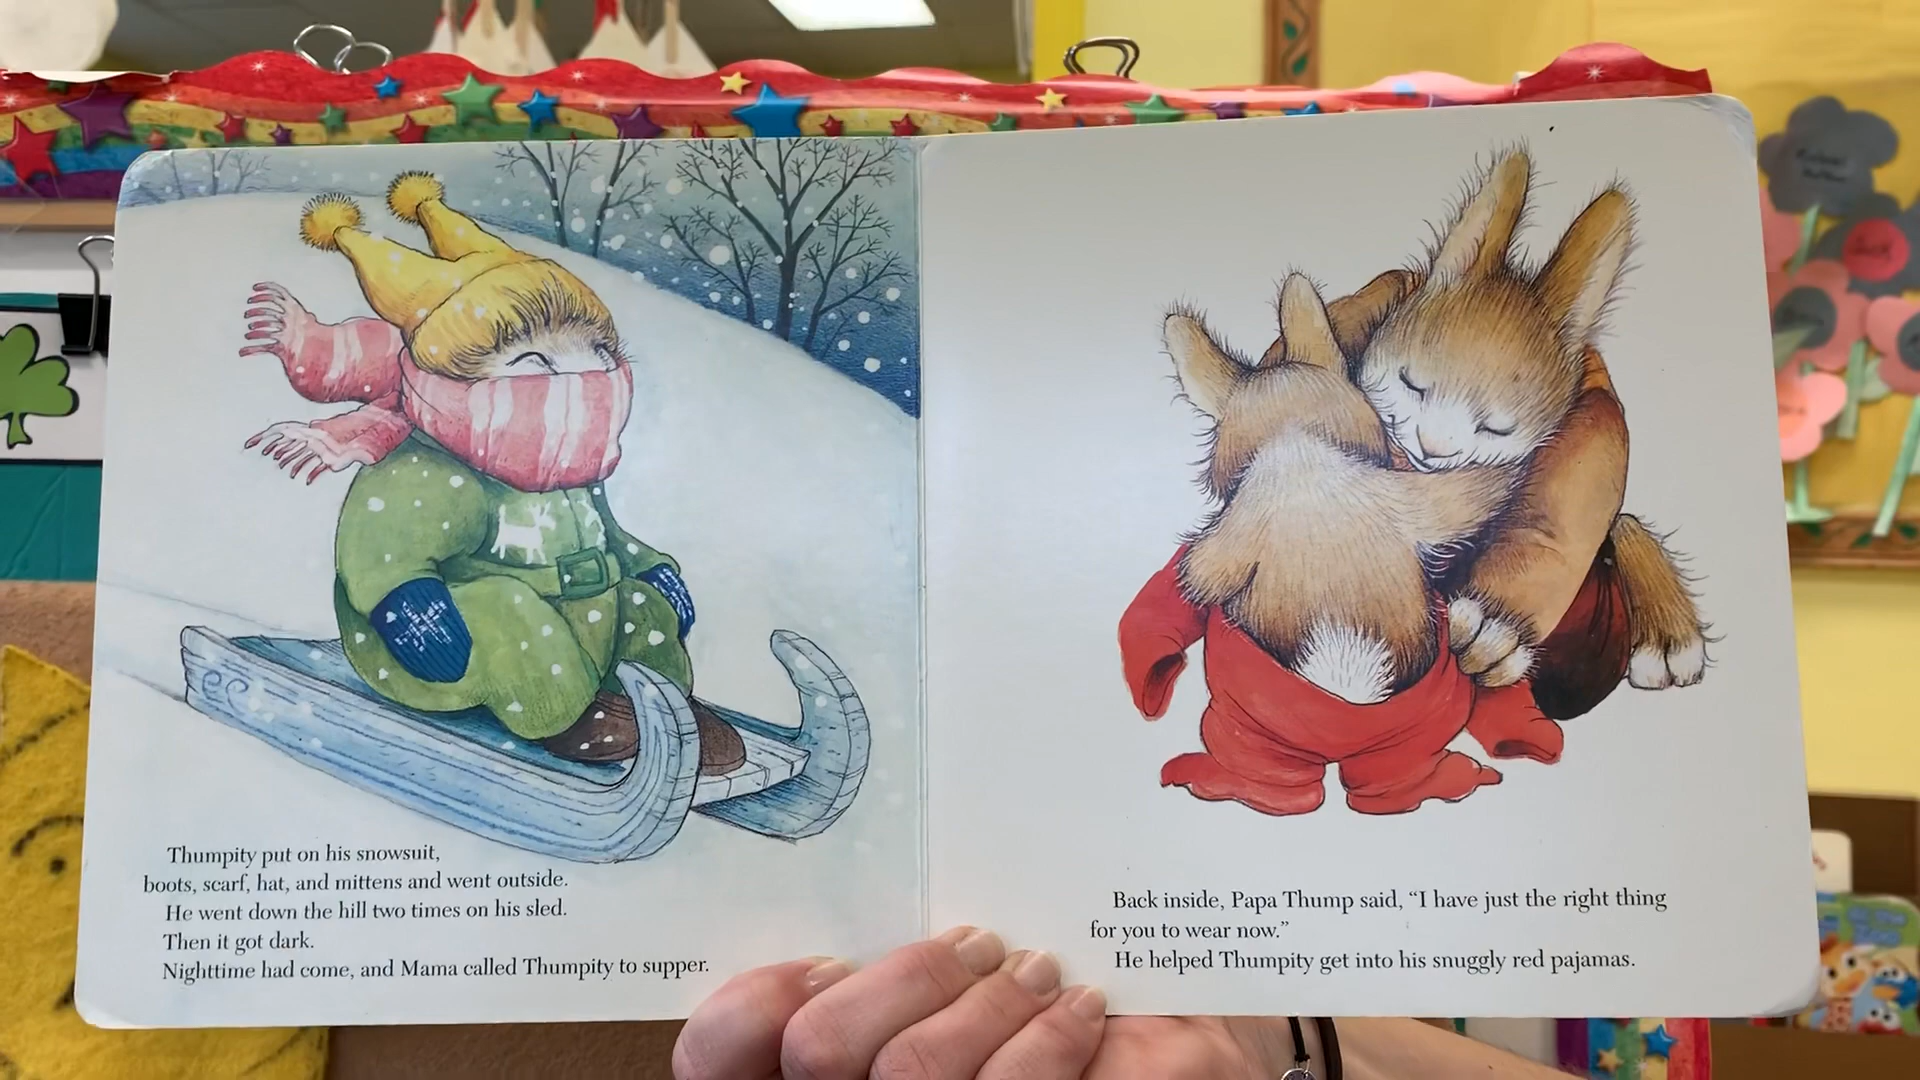 Thumpity put on his snowsuit,
boots, scarf, hat, and mittens and went outside.
He went down the hill two times on his sled.
Then it got dark.
Nighttime had come, and Mama called Thumpity to supper.
Back inside, Papa Thump said, “I have just the right thing
for you to wear now.”
He helped Thumpity get into his snuggly red pajamas.